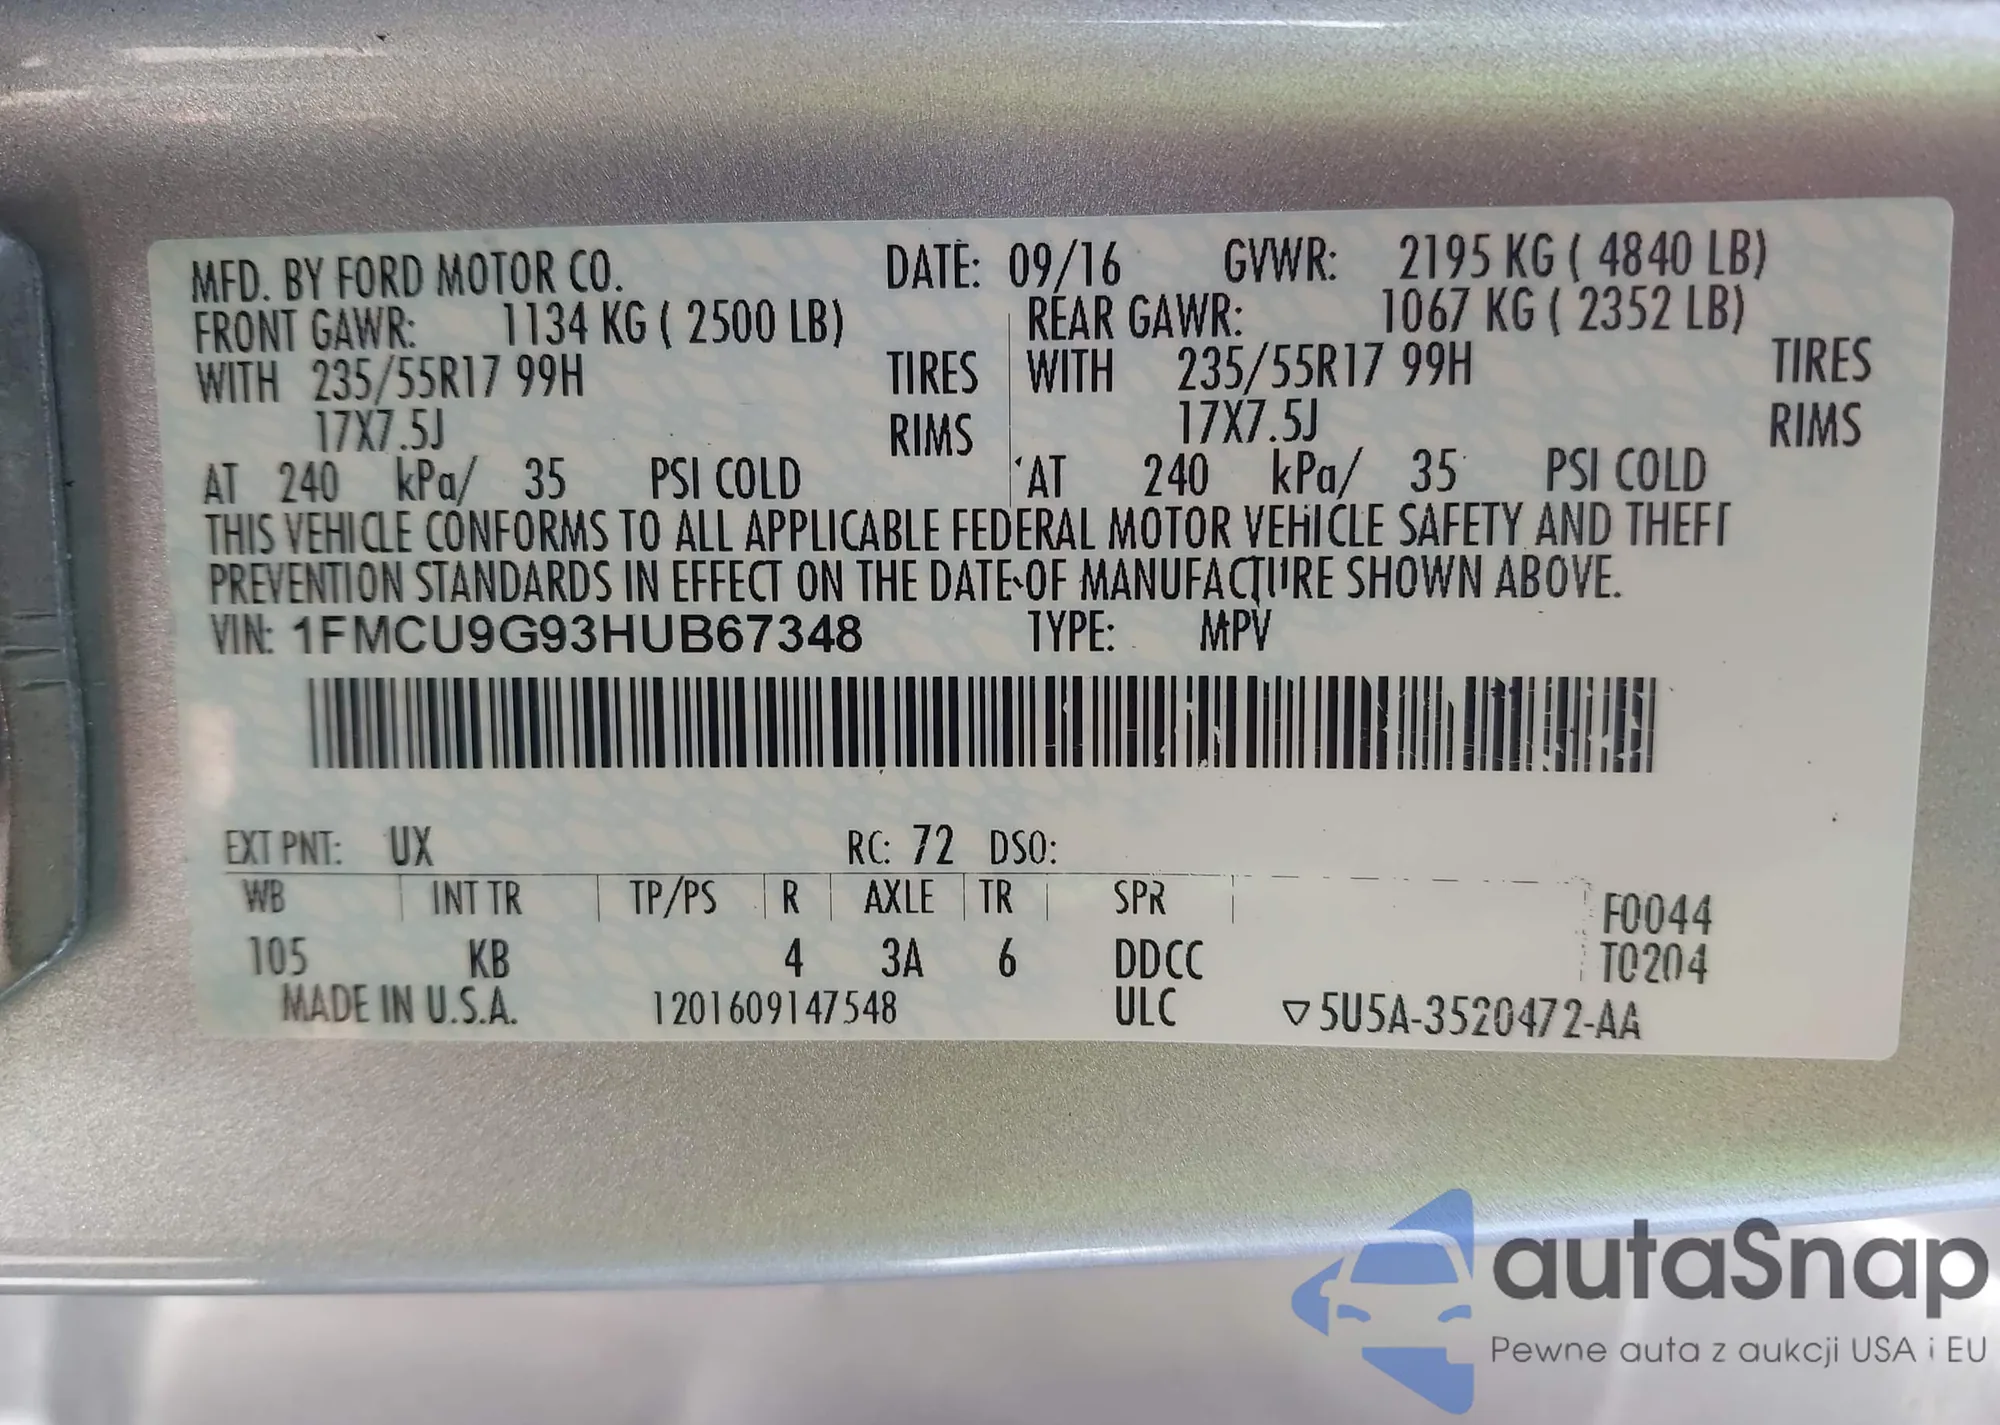 MFD. BY FORD MOTOR CO. DATE: 09/16 GVWR: 2195 KG ( 4840 LB)
FRONT GAWR: 1134 KG ( 2500 LB) REAR GAWR: 1067 KG ( 2352 LB)
WITH 235/55R17 99H TIRES WITH 235/55R17 99H TIRES
17X7.5J RIMS 17X7.5J RIMS
AT 240 kPa/ 35 PSI COLD AT 240 kPa/ 35 PSI COLD
THIS VEHICLE CONFORMS TO ALL APPLICABLE FEDERAL MOTOR VEHICLE SAFETY AND THEFT
PREVENTION STANDARDS IN EFFECT ON THE DATE OF MANUFACTURE SHOWN ABOVE.
VIN: 1FMCU9G93HUB67348 TYPE: MPV
EXT PNT: UX RC: 72 DSO:
WB INT TR TP/PS R AXLE TR SPR F0044
105 KB 4 3A 6 DDCC T0204
MADE IN U.S.A. 1201609147548 ULC ▽5U5A-3520472-AA
autaSnap
Pewne auta z aukcji USA i EU